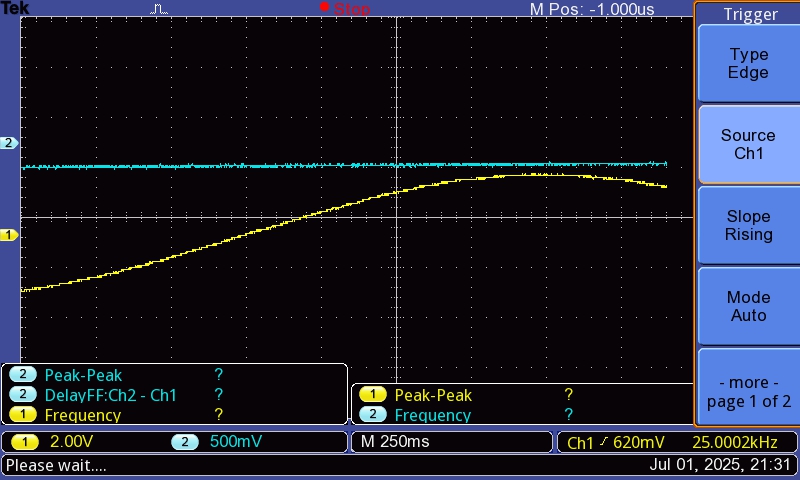 Tek Stop M Pos: -1.000us
Trigger
Type
Edge
Source
Ch1
Slope
Rising
Mode
Auto
- more -
page 1 of 2
2
1
2 Peak-Peak ?
2 DelayFF:Ch2 - Ch1 ?
1 Frequency ?
1 Peak-Peak ?
2 Frequency ?
1 2.00V 2 500mV M 250ms Ch1 620mV 25.0002kHz
Please wait.... Jul 01, 2025, 21:31